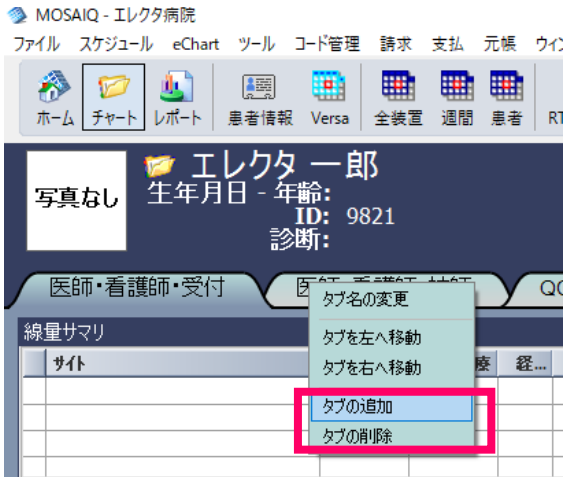 MOSAIQ - エレクタ病院
ファイル スケジュール eChart ツール コード管理 請求 支払 元帳
ホーム チャート レポート 患者情報 Versa 全装置 週間 患者
写真なし
エレクタ 一郎
生年月日 - 年齢:
ID: 9821
診断:
医師・看護師・受付
線量サマリ
サイト 療 経...
タブ名の変更
タブを左へ移動
タブを右へ移動
タブの追加
タブの削除